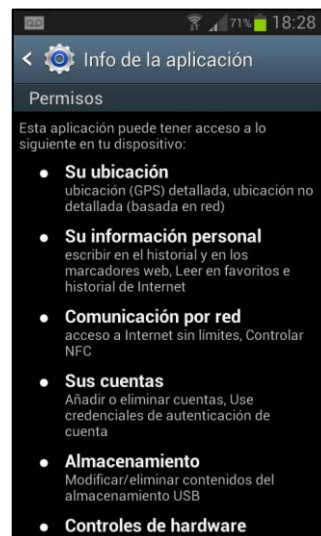 71% 18:28
< Info de la aplicación
Permisos
Esta aplicación puede tener acceso a lo
siguiente en tu dispositivo:
• Su ubicación
ubicación (GPS) detallada, ubicación no
detallada (basada en red)
• Su información personal
escribir en el historial y en los
marcadores web, Leer en favoritos e
historial de Internet
• Comunicación por red
acceso a Internet sin límites, Controlar
NFC
• Sus cuentas
Añadir o eliminar cuentas, Use
credenciales de autenticación de
cuenta
• Almacenamiento
Modificar/eliminar contenidos del
almacenamiento USB
• Controles de hardware